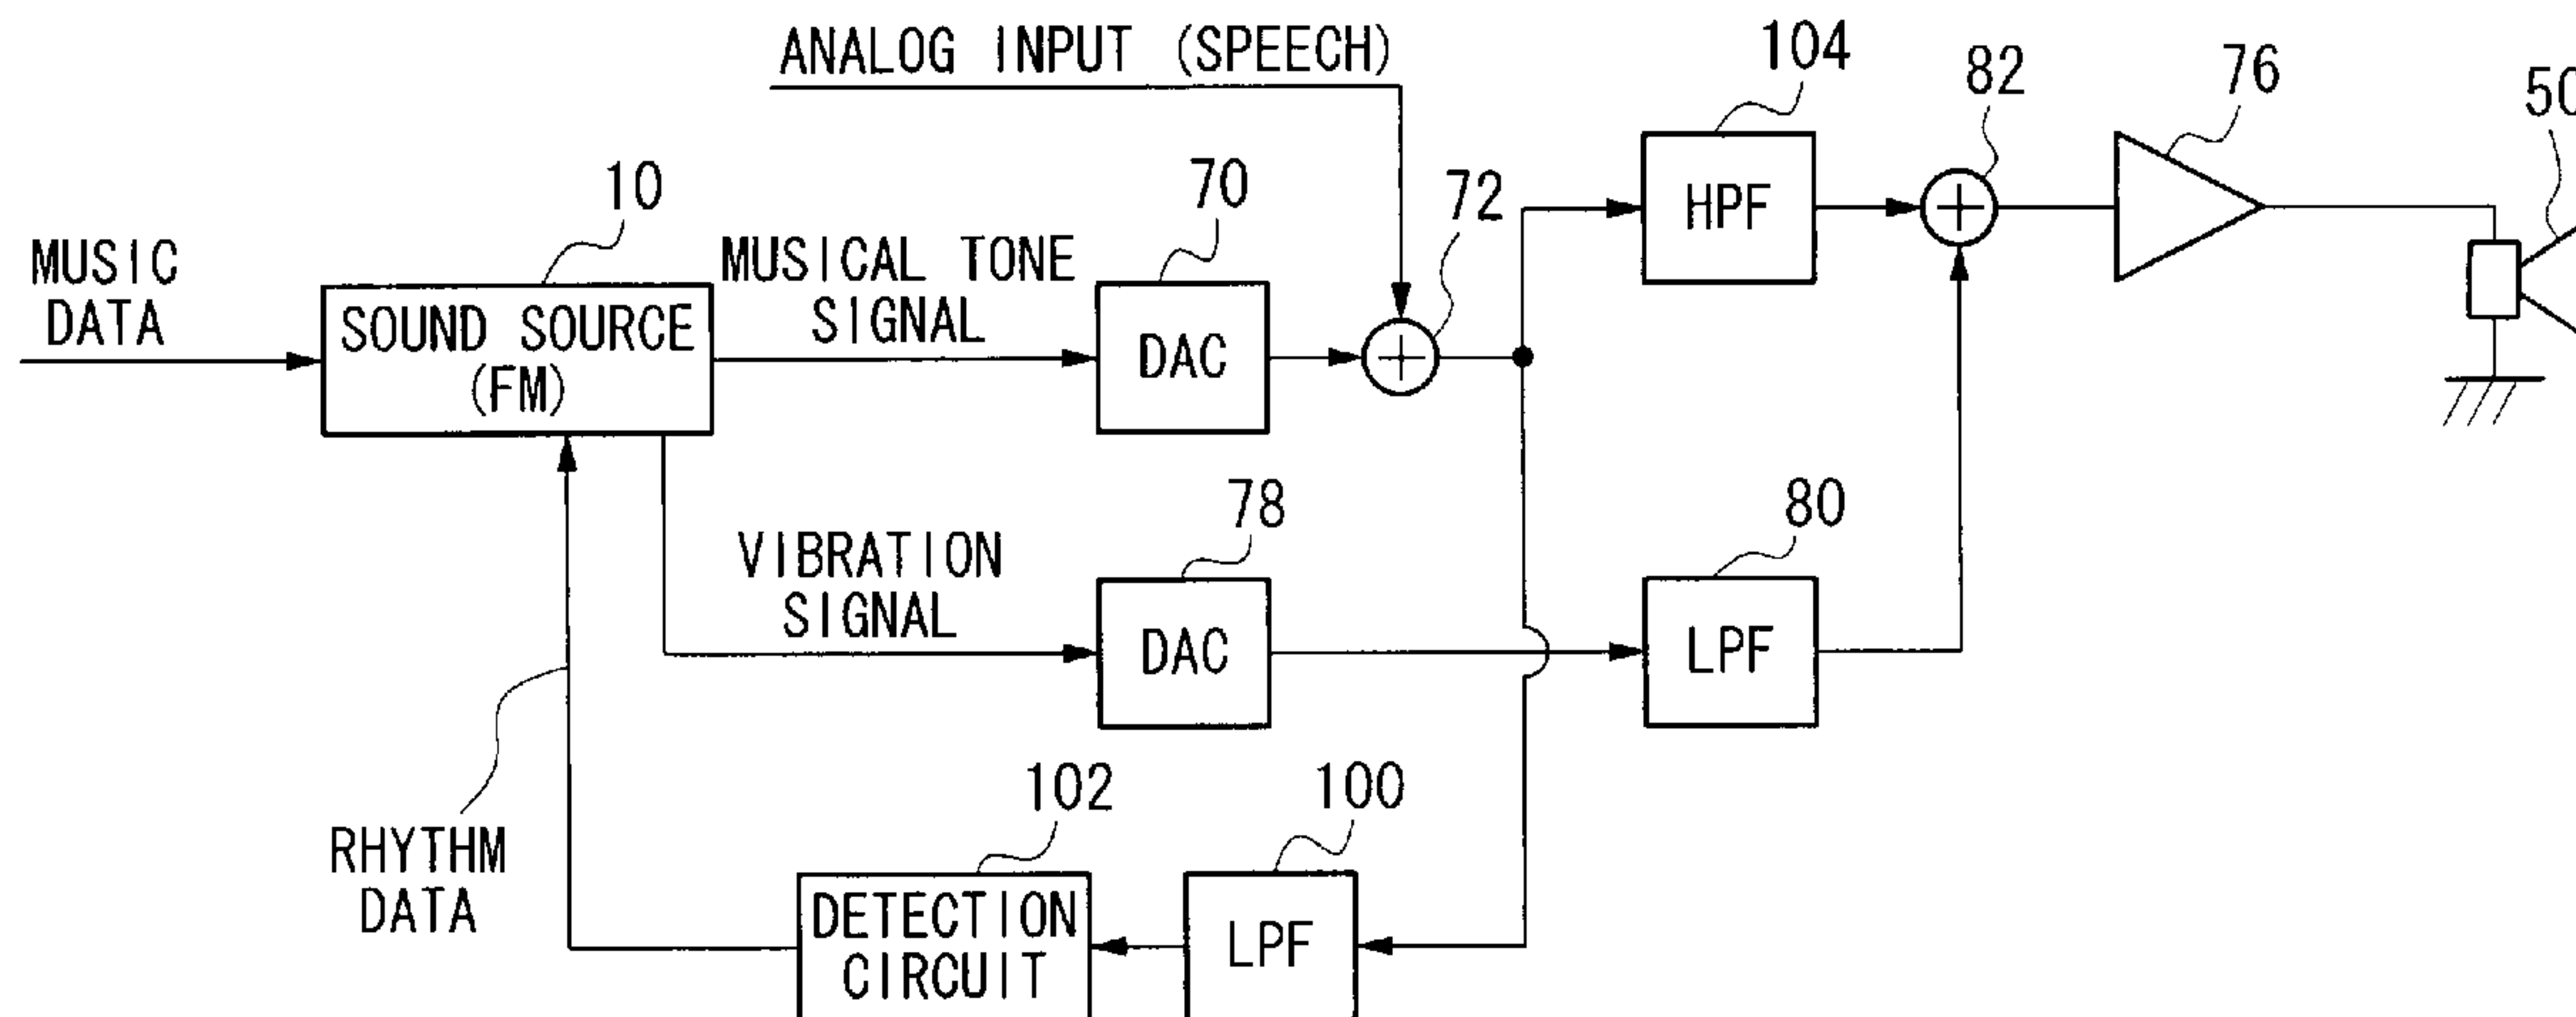 ANALOG INPUT (SPEECH)
104
82
76
50
10
70
72
MUSIC
DATA
SOUND SOURCE
(FM)
MUSICAL TONE
SIGNAL
DAC
HPF
78
80
VIBRATION
SIGNAL
DAC
LPF
102
100
RHYTHM
DATA
DETECTION
CIRCUIT
LPF